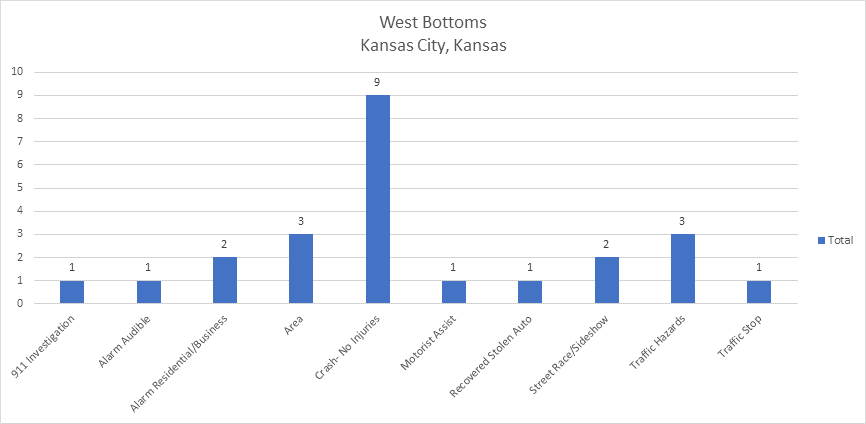 West Bottoms
Kansas City, Kansas
10
9
8
7
6
5
4
3
2
1
0
1
1
2
3
9
1
1
2
3
1
911 Investigation
Alarm Audible
Alarm Residential/Business
Area
Crash- No Injuries
Motorist Assist
Recovered Stolen Auto
Street Race/Sideshow
Traffic Hazards
Traffic Stop
Total